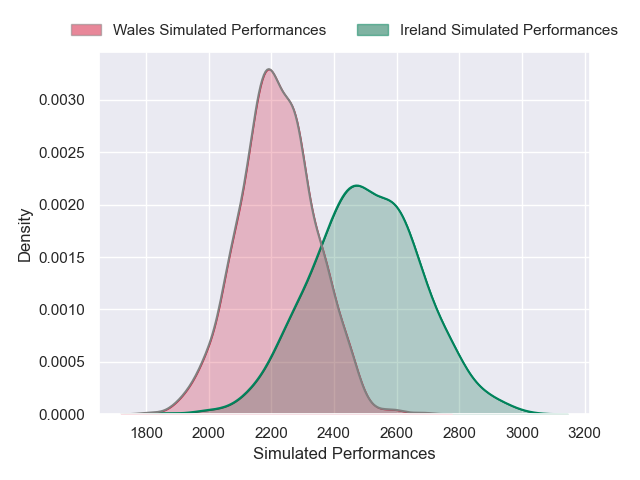 Wales Simulated Performances Ireland Simulated Performances
0.0030
0.0025
0.0020
0.0015
0.0010
0.0005
0.0000
Density
1800 2000 2200 2400 2600 2800 3000 3200
Simulated Performances